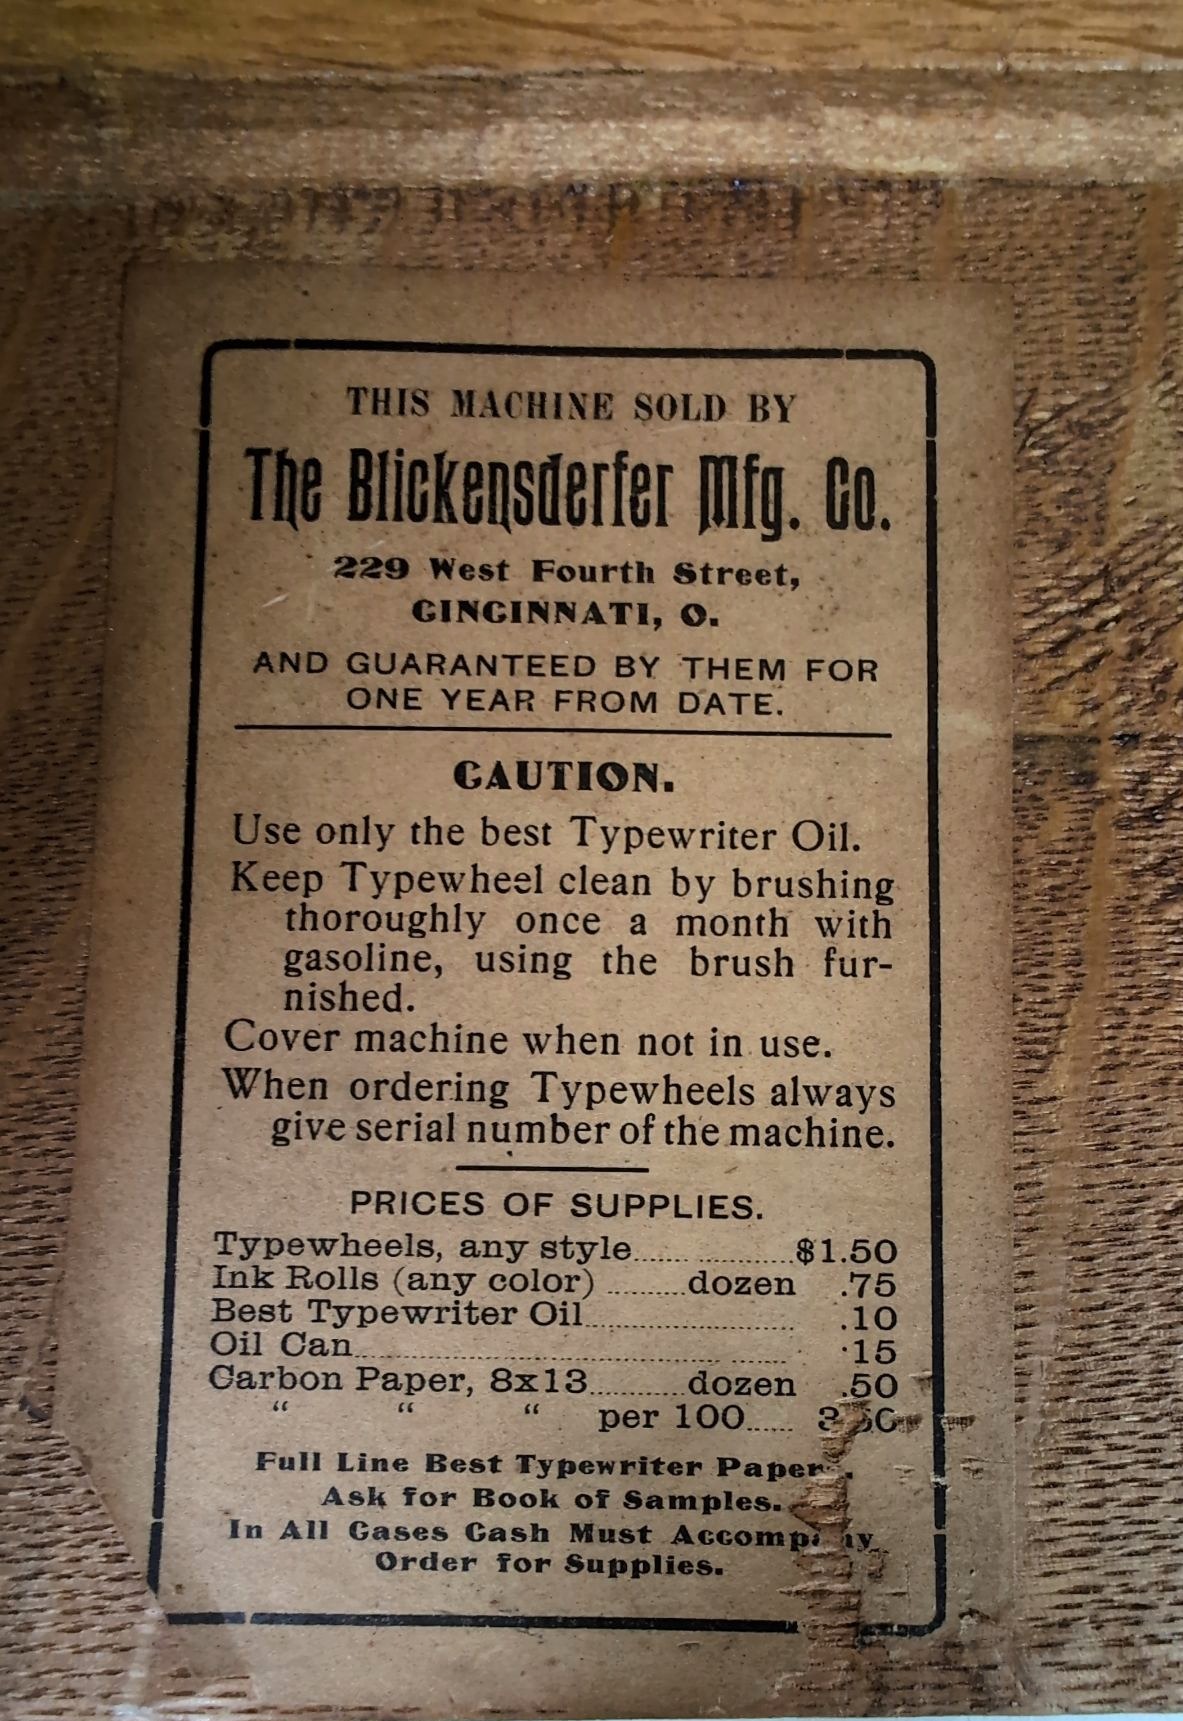 THIS MACHINE SOLD BY
The Blickensderfer Mfg. Co.
229 West Fourth Street,
CINCINNATI, O.
AND GUARANTEED BY THEM FOR
ONE YEAR FROM DATE.
CAUTION.
Use only the best Typewriter Oil.
Keep Typewheel clean by brushing
thoroughly once a month with
gasoline, using the brush fur-
nished.
Cover machine when not in use.
When ordering Typewheels always
give serial number of the machine.
PRICES OF SUPPLIES.
Typewheels, any style.................$1.50
Ink Rolls (any color) .........dozen .75
Best Typewriter Oil........................ .10
Oil Can............................................ .15
Carbon Paper, 8x13..........dozen .50
“ “ “ per 100......
Full Line Best Typewriter
Ask for Book of Samples.
In All Cases Cash Must
Order for Supplies.